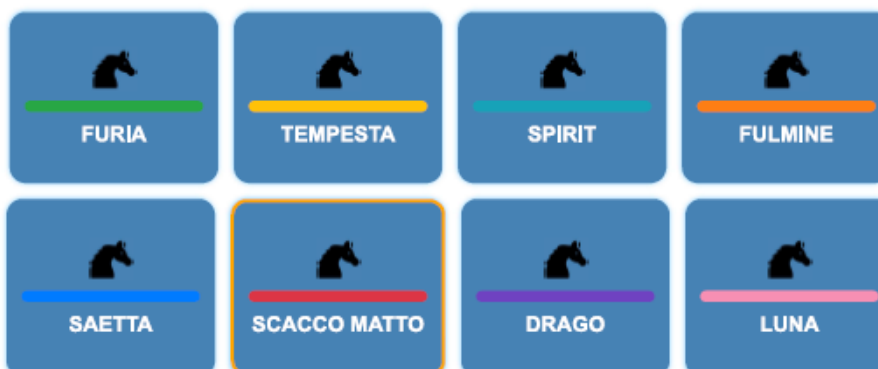 FURIA
TEMPESTA
SPIRIT
FULMINE
SAETTA
SCACCO MATTO
DRAGO
LUNA